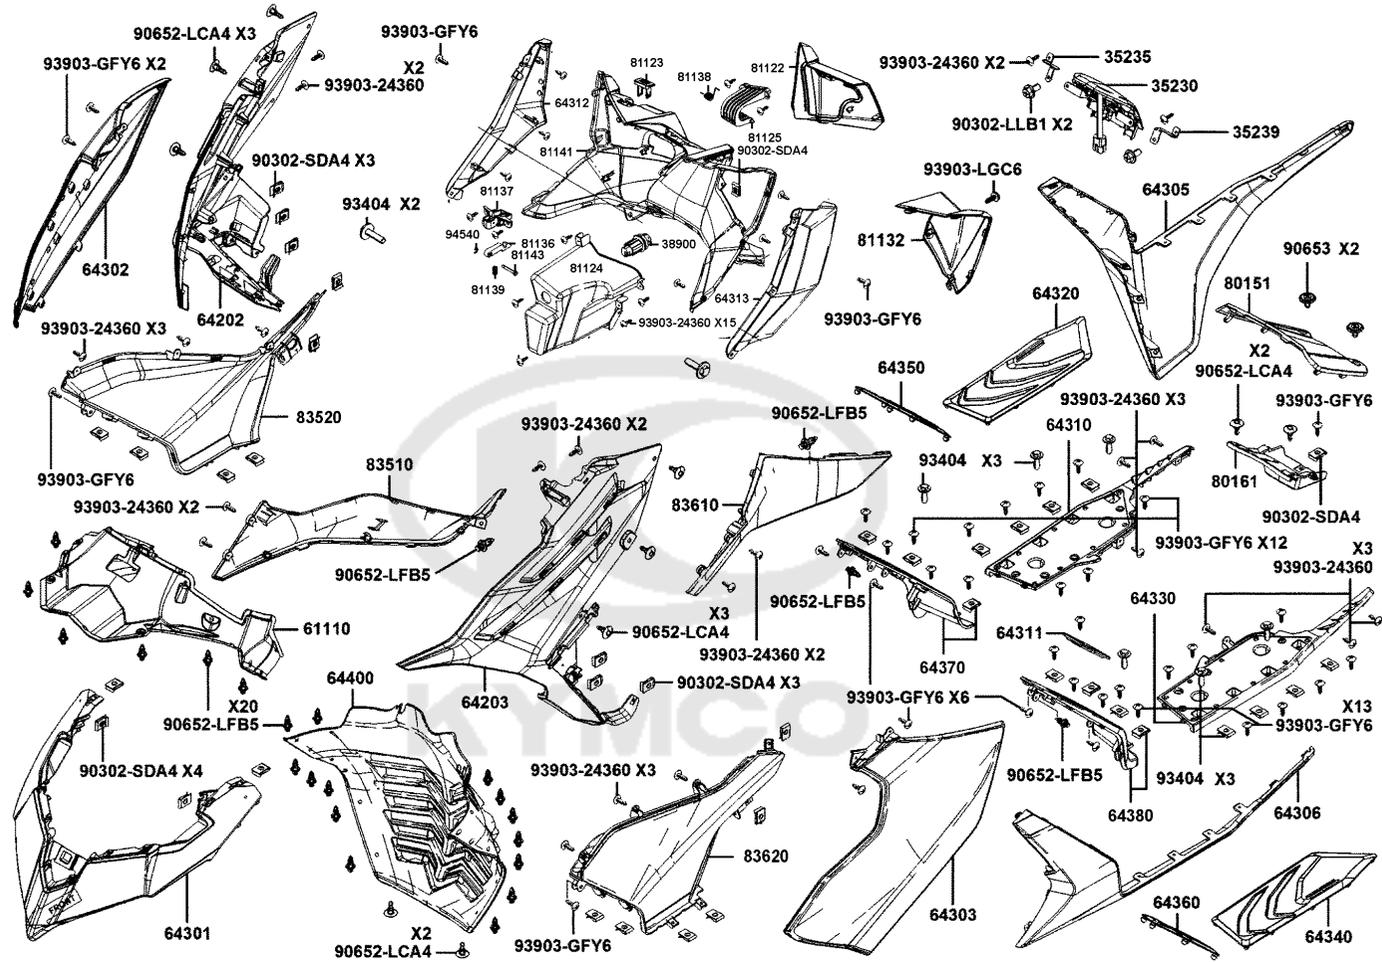 90652-LCA4 X3
93903-GFY6
93903-GFY6 X2
X2
93903-24360
64312
81123
81138
81122
93903-24360 X2
35235
35230
90302-LLB1 X2
35239
81125
90302-SDA4
81141
90302-SDA4 X3
93903-LGC6
64305
93404 X2
81137
94540
81136
81143
38900
81132
90653 X2
64302
81124
80151
81139
64313
64320
64202
93903-24360 X15
93903-GFY6
93903-24360 X3
X2
90652-LCA4
64350
93903-24360 X3
93903-GFY6
83520
90652-LFB5
93903-24360 X2
64310
93404 X3
80161
93903-GFY6
83510
83610
93903-24360 X2
90302-SDA4
93903-GFY6 X12
X3
93903-24360
90652-LFB5
90652-LFB5
64330
61110
X3
90652-LCA4
64311
93903-24360 X2
64370
64400
90302-SDA4 X3
64203
93903-GFY6 X6
X20
90652-LFB5
X13
93903-GFY6
KYMCO
90302-SDA4 X4
93903-24360 X3
90652-LFB5
93404 X3
64380
64306
83620
FRONT
64301
64303
64360
64340
X2
90652-LCA4
93903-GFY6